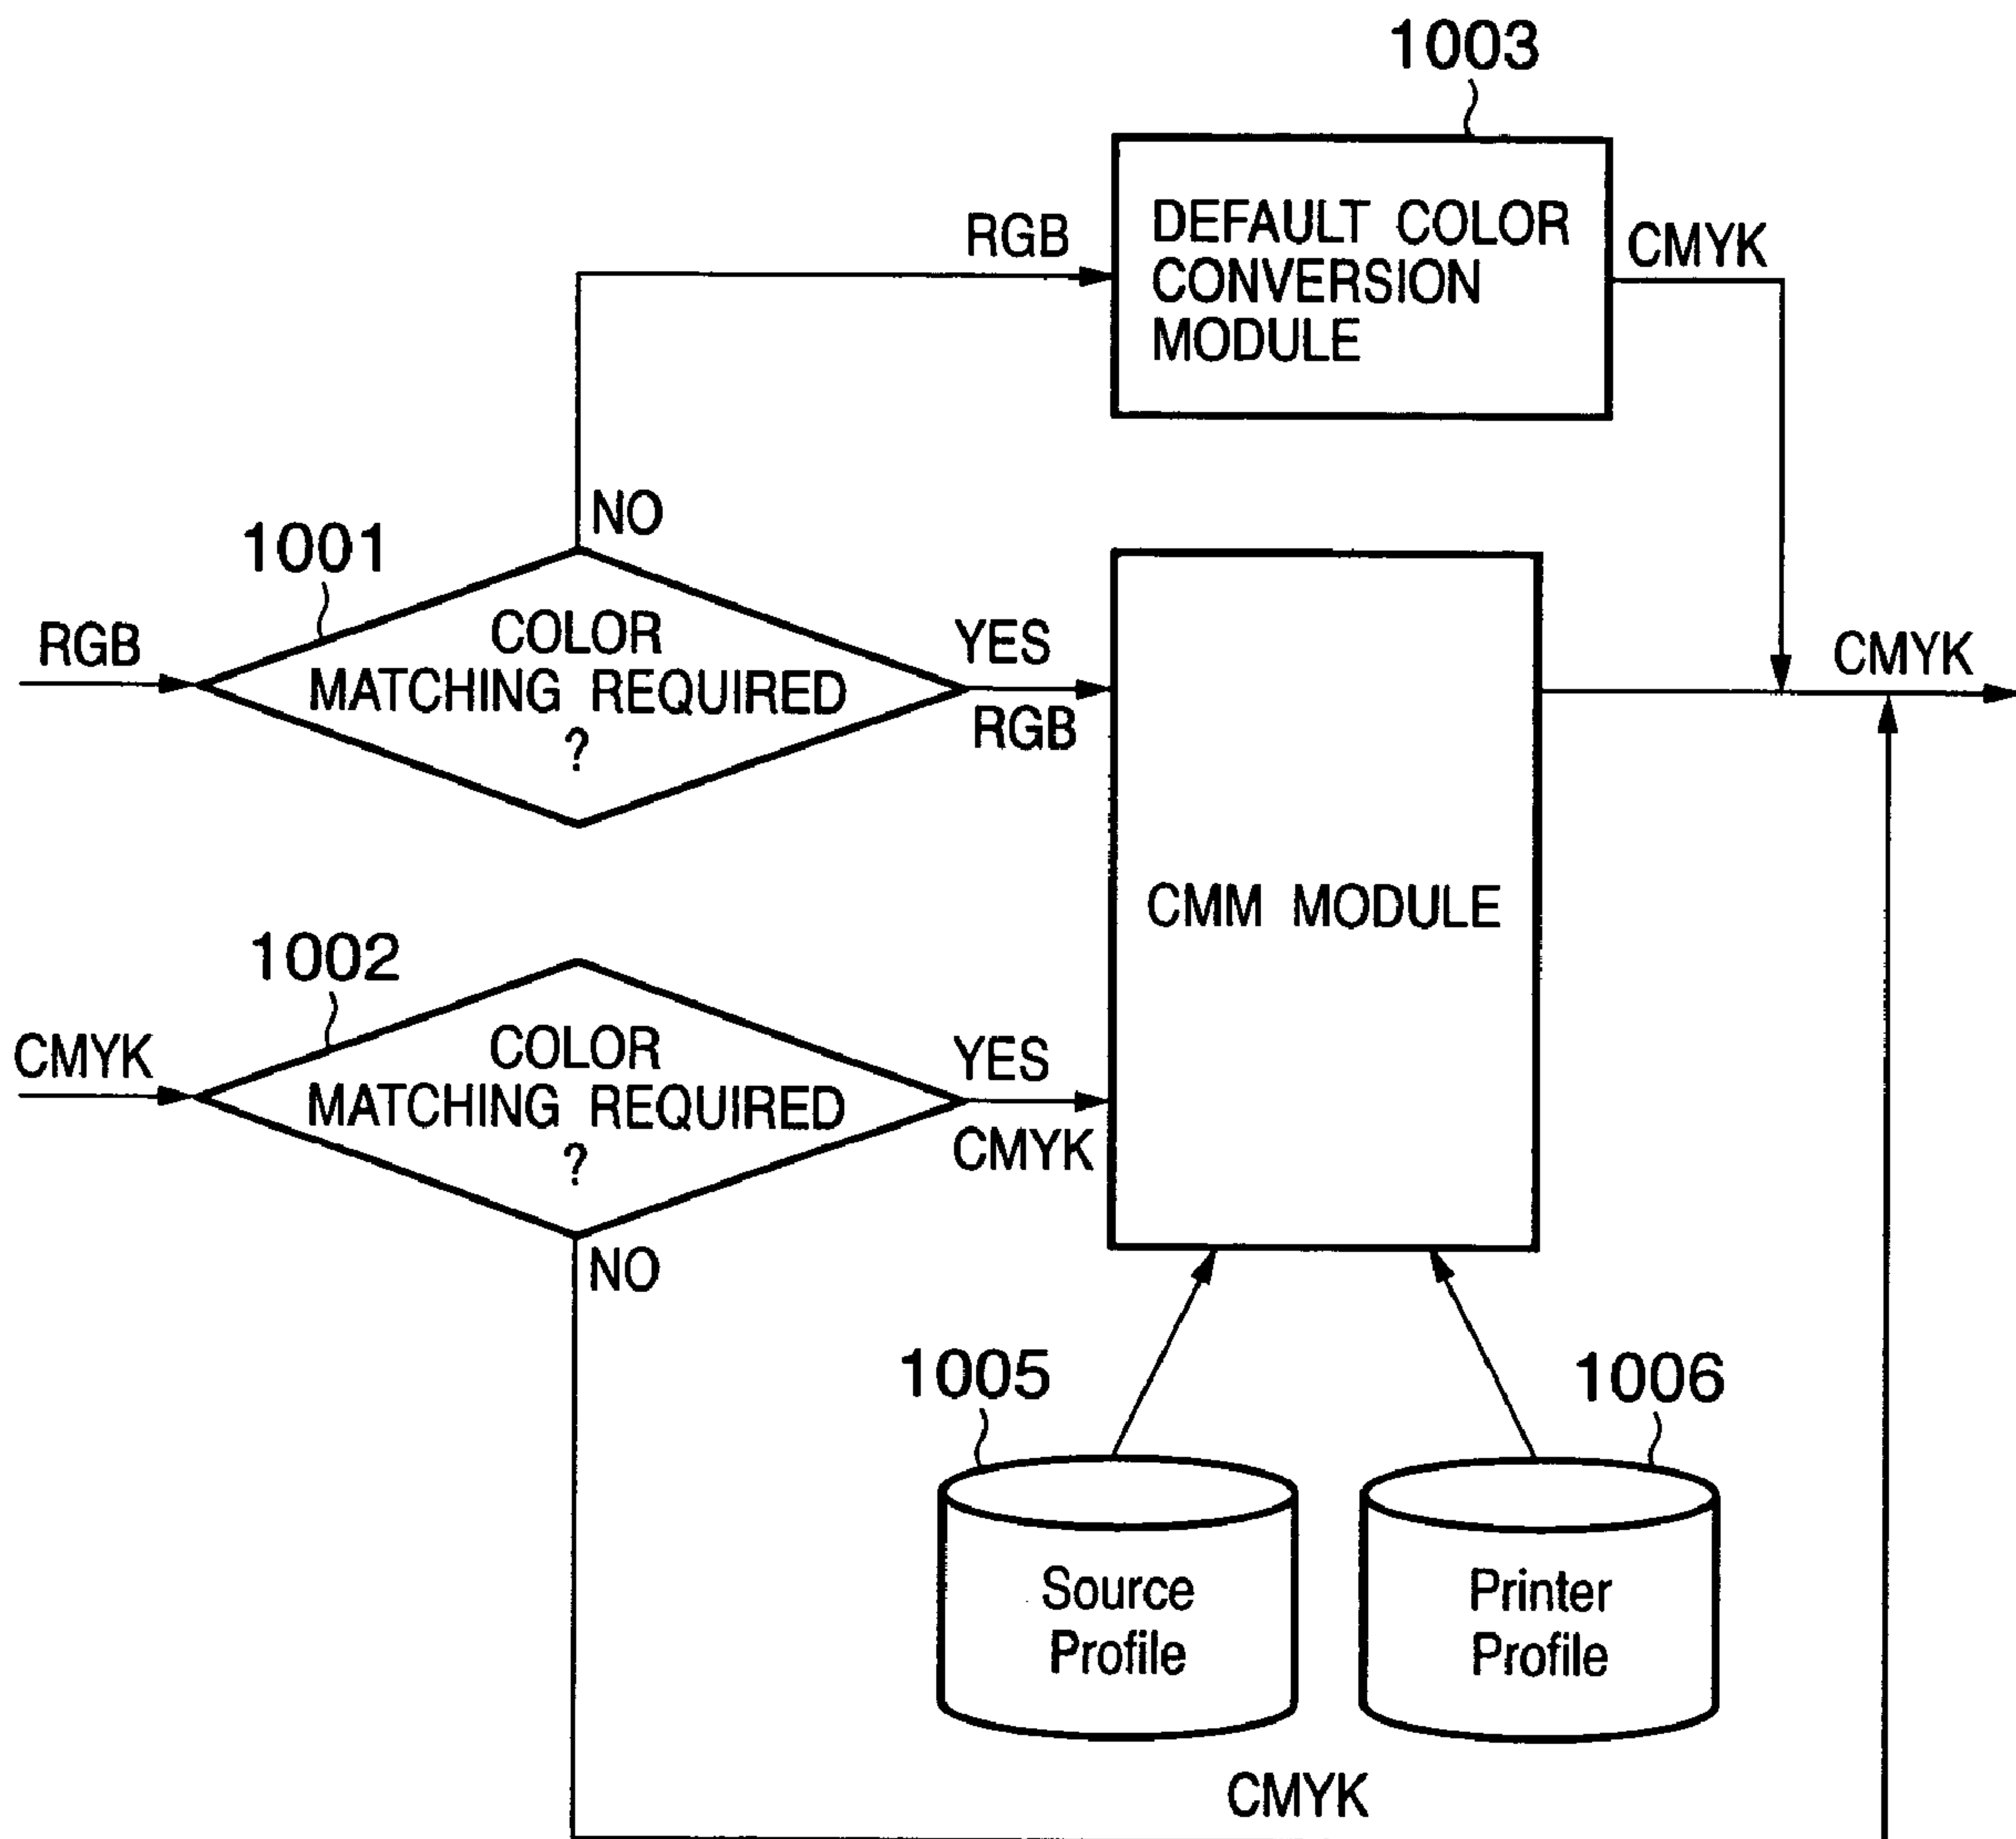 1003
RGB
DEFAULT COLOR
CONVERSION
MODULE
CMYK
NO
1001
RGB
COLOR
MATCHING REQUIRED
?
YES
RGB
CMYK
CMM MODULE
1002
CMYK
COLOR
MATCHING REQUIRED
?
YES
CMYK
NO
1005
1006
Source
Profile
Printer
Profile
CMYK